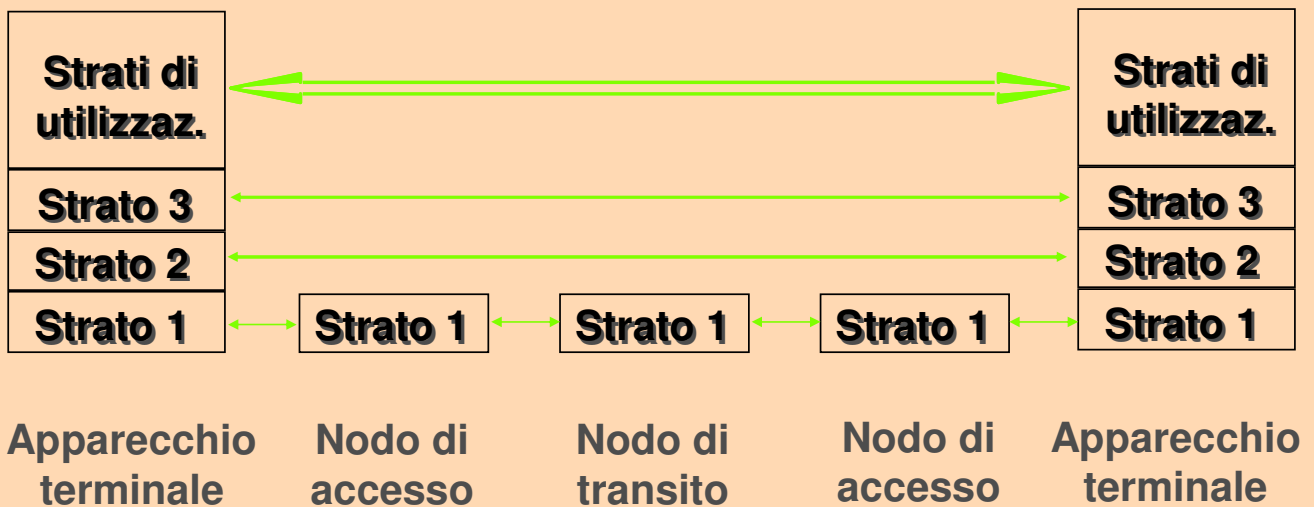 Strati di
utilizzaz.
Strati di
utilizzaz.
Strato 3
Strato 3
Strato 2
Strato 2
Strato 1
Strato 1
Strato 1
Strato 1
Strato 1
Apparecchio
terminale
Nodo di
accesso
Nodo di
transito
Nodo di
accesso
Apparecchio
terminale